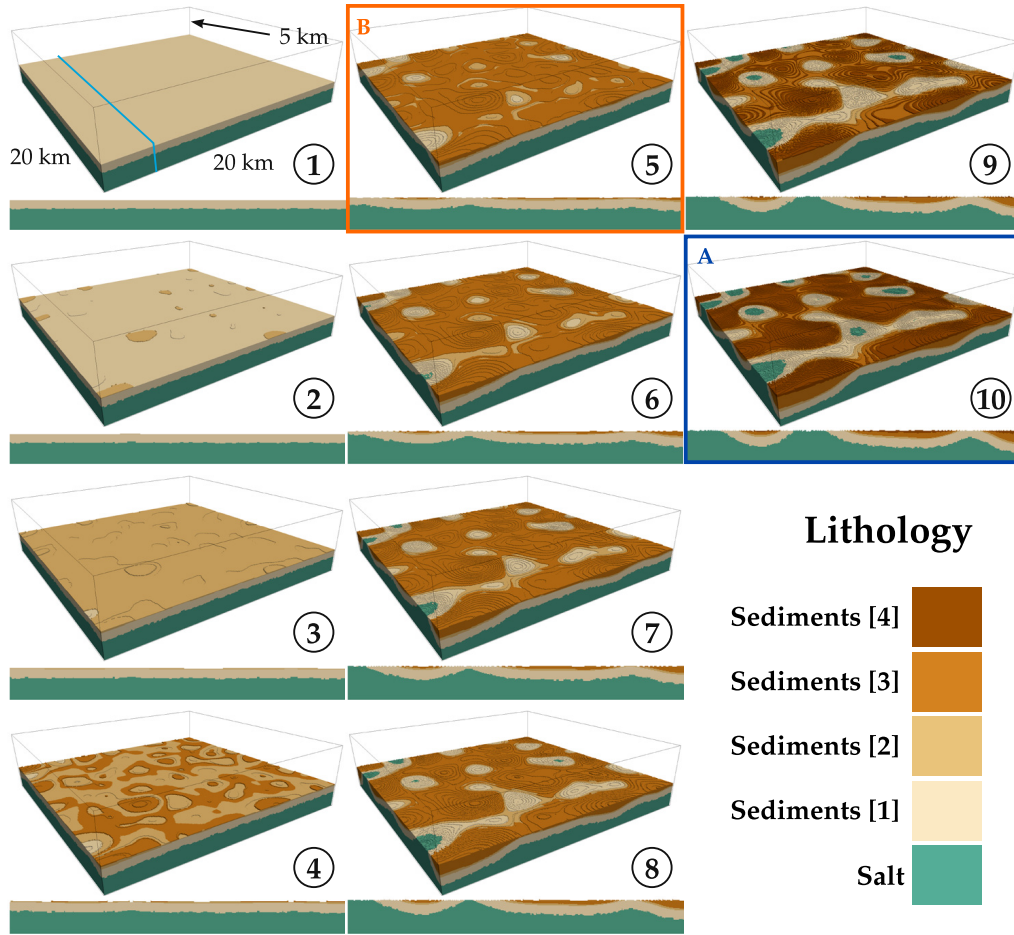 5 km
20 km
20 km
1
B
5
9
2
6
A
10
3
7
4
8
Lithology
Sediments [4]
Sediments [3]
Sediments [2]
Sediments [1]
Salt